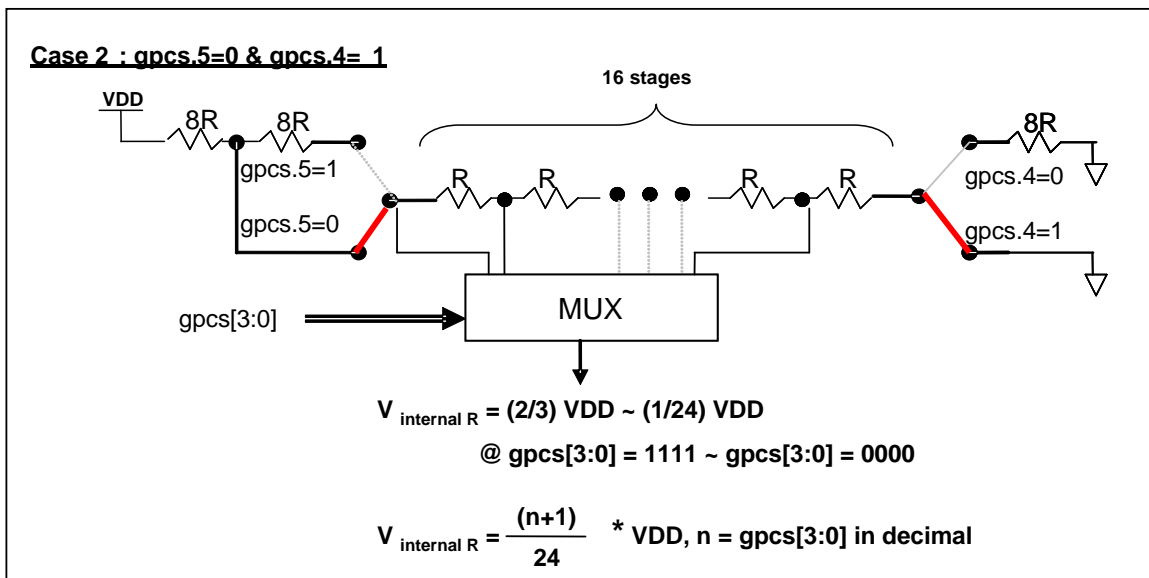 Case 2 : gpcs.5=0 & gpcs.4= 1
16 stages
VDD
8R 8R 8R
gpcs.5=1 gpcs.4=0
R R R R
gpcs.5=0 gpcs.4=1
MUX
gpcs[3:0]
V internal R = (2/3) VDD ~ (1/24) VDD
@ gpcs[3:0] = 1111 ~ gpcs[3:0] = 0000
V internal R = (n+1) / 24 * VDD, n = gpcs[3:0] in decimal